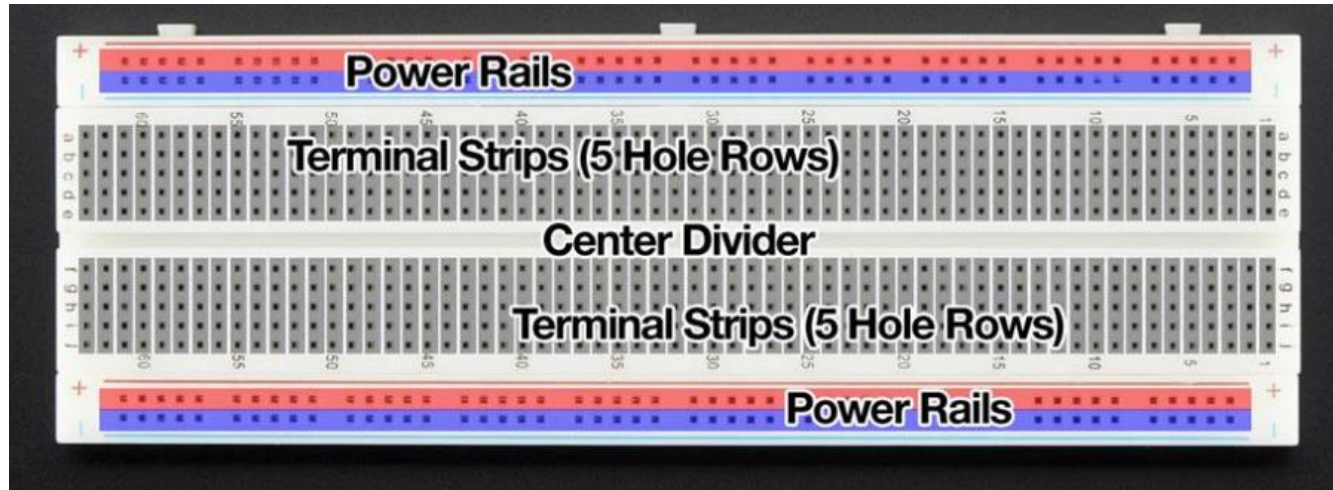 + +
Power Rails
- -
60 55 50 45 40 35 30 25 20 15 10 5 1
a a
b b
c c
d d
e e
Terminal Strips (5 Hole Rows)
Center Divider
f f
g g
h h
i i
j j
Terminal Strips (5 Hole Rows)
60 55 50 45 40 35 30 25 20 15 10 5 1
+ +
Power Rails
- -